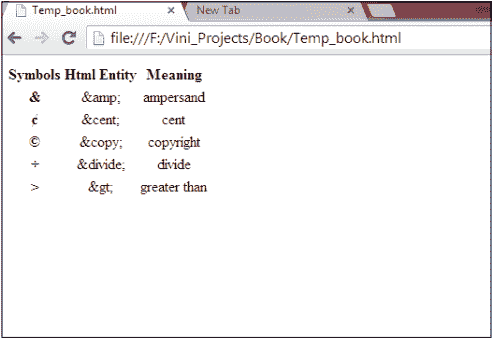 Temp_book.html × New Tab ×
file:///F:/Vini_Projects/Book/Temp_book.html
Symbols Html Entity Meaning
& &amp; ampersand
¢ &cent; cent
© &copy; copyright
÷ &divide; divide
> &gt; greater than